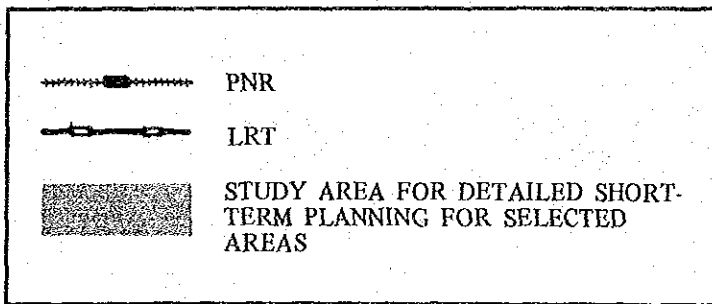 PNR
LRT
STUDY AREA FOR DETAILED SHORT-
TERM PLANNING FOR SELECTED
AREAS